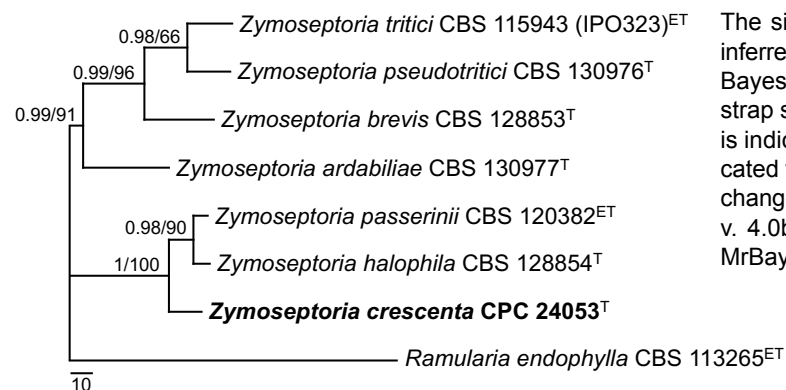 Zymoseptoria tritici CBS 115943 (IPO323)ET
0.98/66
Zymoseptoria pseudotritici CBS 130976T
0.99/96
Zymoseptoria brevis CBS 128853T
0.99/91
Zymoseptoria ardabiliae CBS 130977T
Zymoseptoria passerinii CBS 120382ET
0.98/90
Zymoseptoria halophila CBS 128854T
1/100
Zymoseptoria crescenta CPC 24053T
Ramularia endophylla CBS 113265ET
10
The si
inferre
Bayes
strap s
is indic
cated
chang
v. 4.0b
MrBay